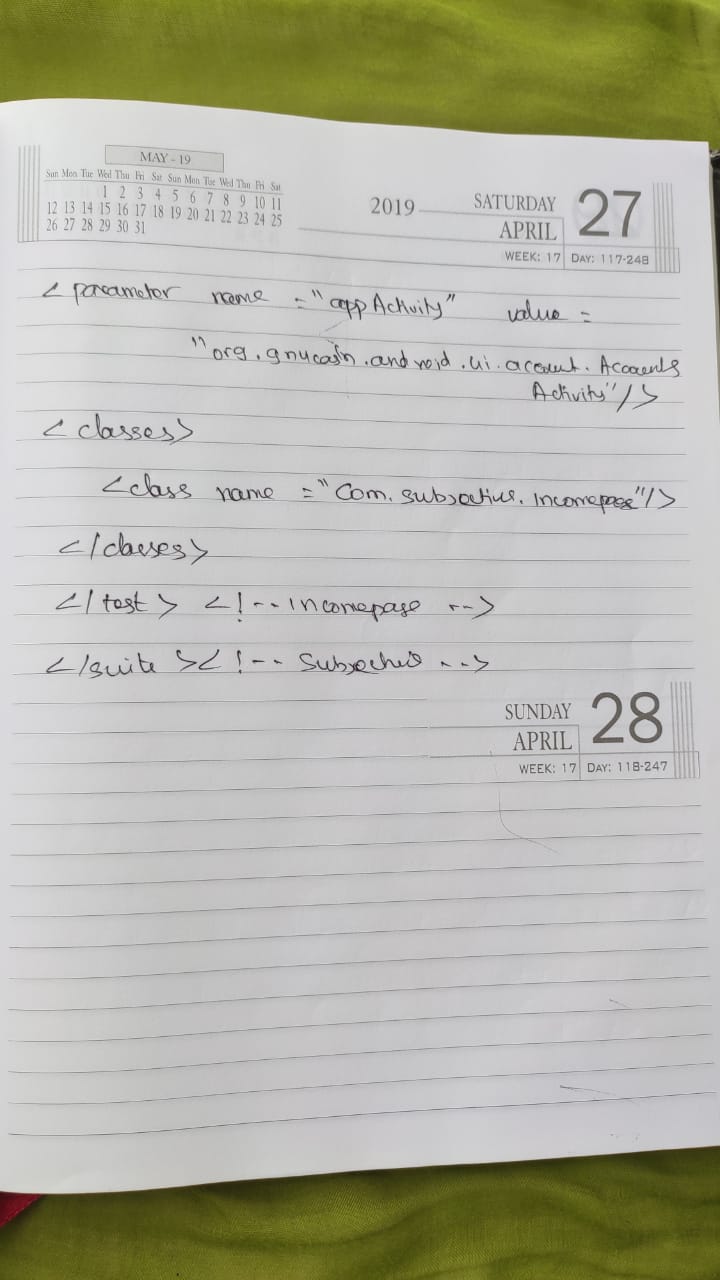 MAY - 19
Sun Mon Tue Wed Thu Fri Sat Sun Mon Tue Wed Thu Fri Sat
1 2 3 4 5 6 7 8 9 10 11
12 13 14 15 16 17 18 19 20 21 22 23 24 25
26 27 28 29 30 31
2019 SATURDAY 27
APRIL
WEEK: 17 DAY: 117-248
< parameter name = "appActivity" value =
"org.gnucash.android.ui.account.Accounts
Activity"/>
< classes>
<class name = "Com. . Incomepage"/>
</classes>
</test> <!-- Incomepage -->
</suite ><!-- -->
SUNDAY 28
APRIL
WEEK: 17 DAY: 118-247